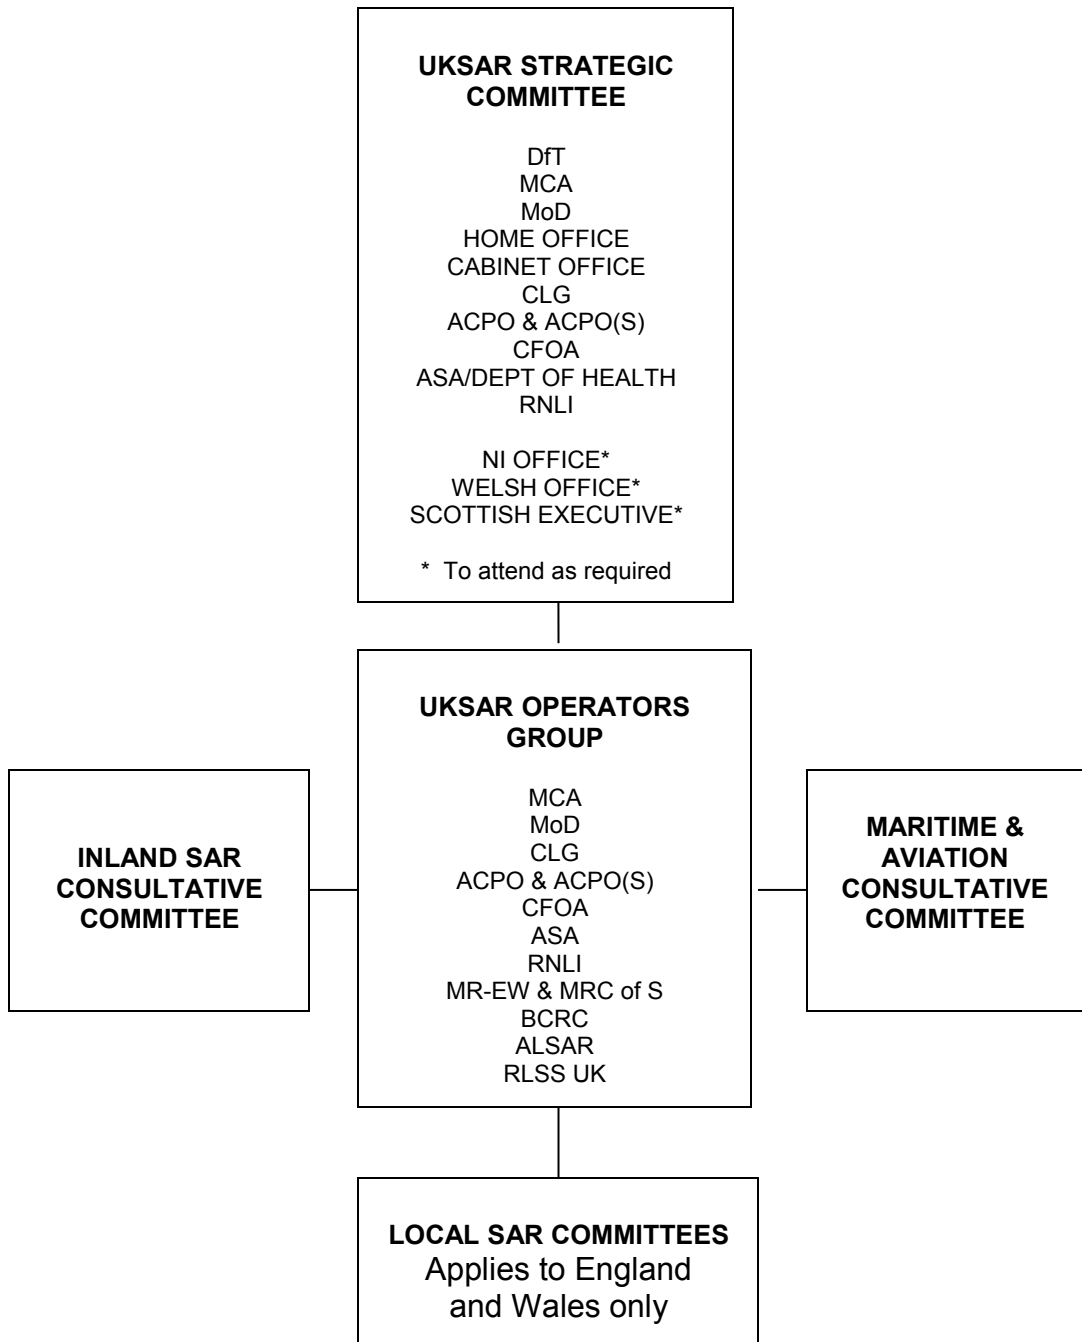 UKSAR STRATEGIC
COMMITTEE
DfT
MCA
MoD
HOME OFFICE
CABINET OFFICE
CLG
ACPO & ACPO(S)
CFOA
ASA/DEPT OF HEALTH
RNLI
NI OFFICE*
WELSH OFFICE*
SCOTTISH EXECUTIVE*
* To attend as required
UKSAR OPERATORS
GROUP
MCA
MoD
CLG
ACPO & ACPO(S)
CFOA
ASA
RNLI
MR-EW & MRC of S
BCRC
ALSAR
RLSS UK
INLAND SAR
CONSULTATIVE
COMMITTEE
MARITIME &
AVIATION
CONSULTATIVE
COMMITTEE
LOCAL SAR COMMITTEES
Applies to England
and Wales only